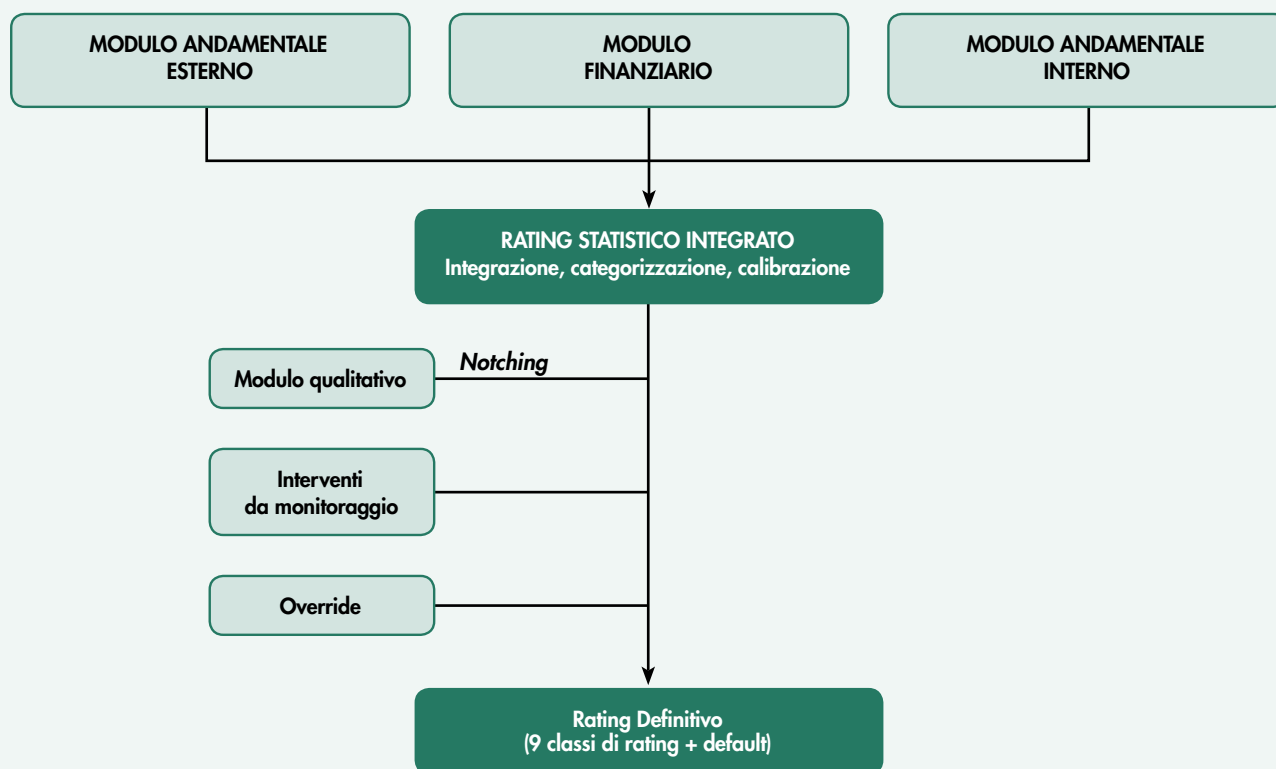 MODULO ANDAMENTALE
ESTERNO
MODULO
FINANZIARIO
MODULO ANDAMENTALE
INTERNO
RATING STATISTICO INTEGRATO
Integrazione, categorizzazione, calibrazione
Notching
Modulo qualitativo
Interventi
da monitoraggio
Override
Rating Definitivo
(9 classi di rating + default)